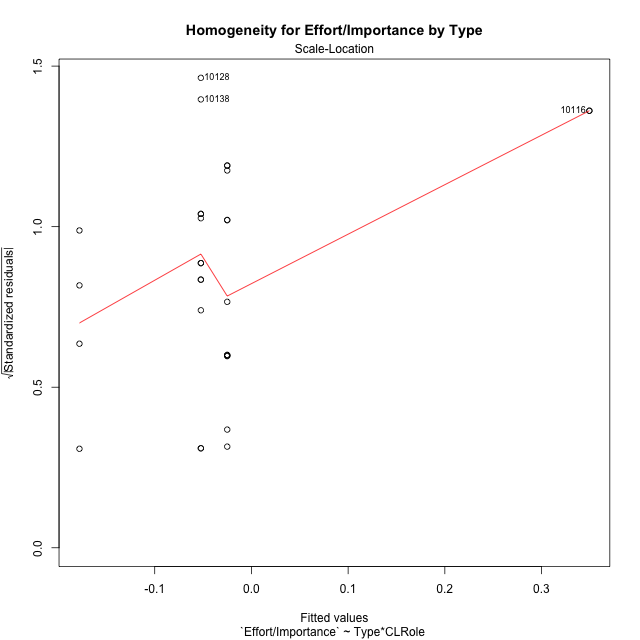 Homogeneity for Effort/Importance by Type
Scale-Location
1.5
10128
10138
10116
1.0
√|Standardized residuals|
0.5
0.0
-0.1 0.0 0.1 0.2 0.3
Fitted values
`Effort/Importance` ~ Type*CLRole